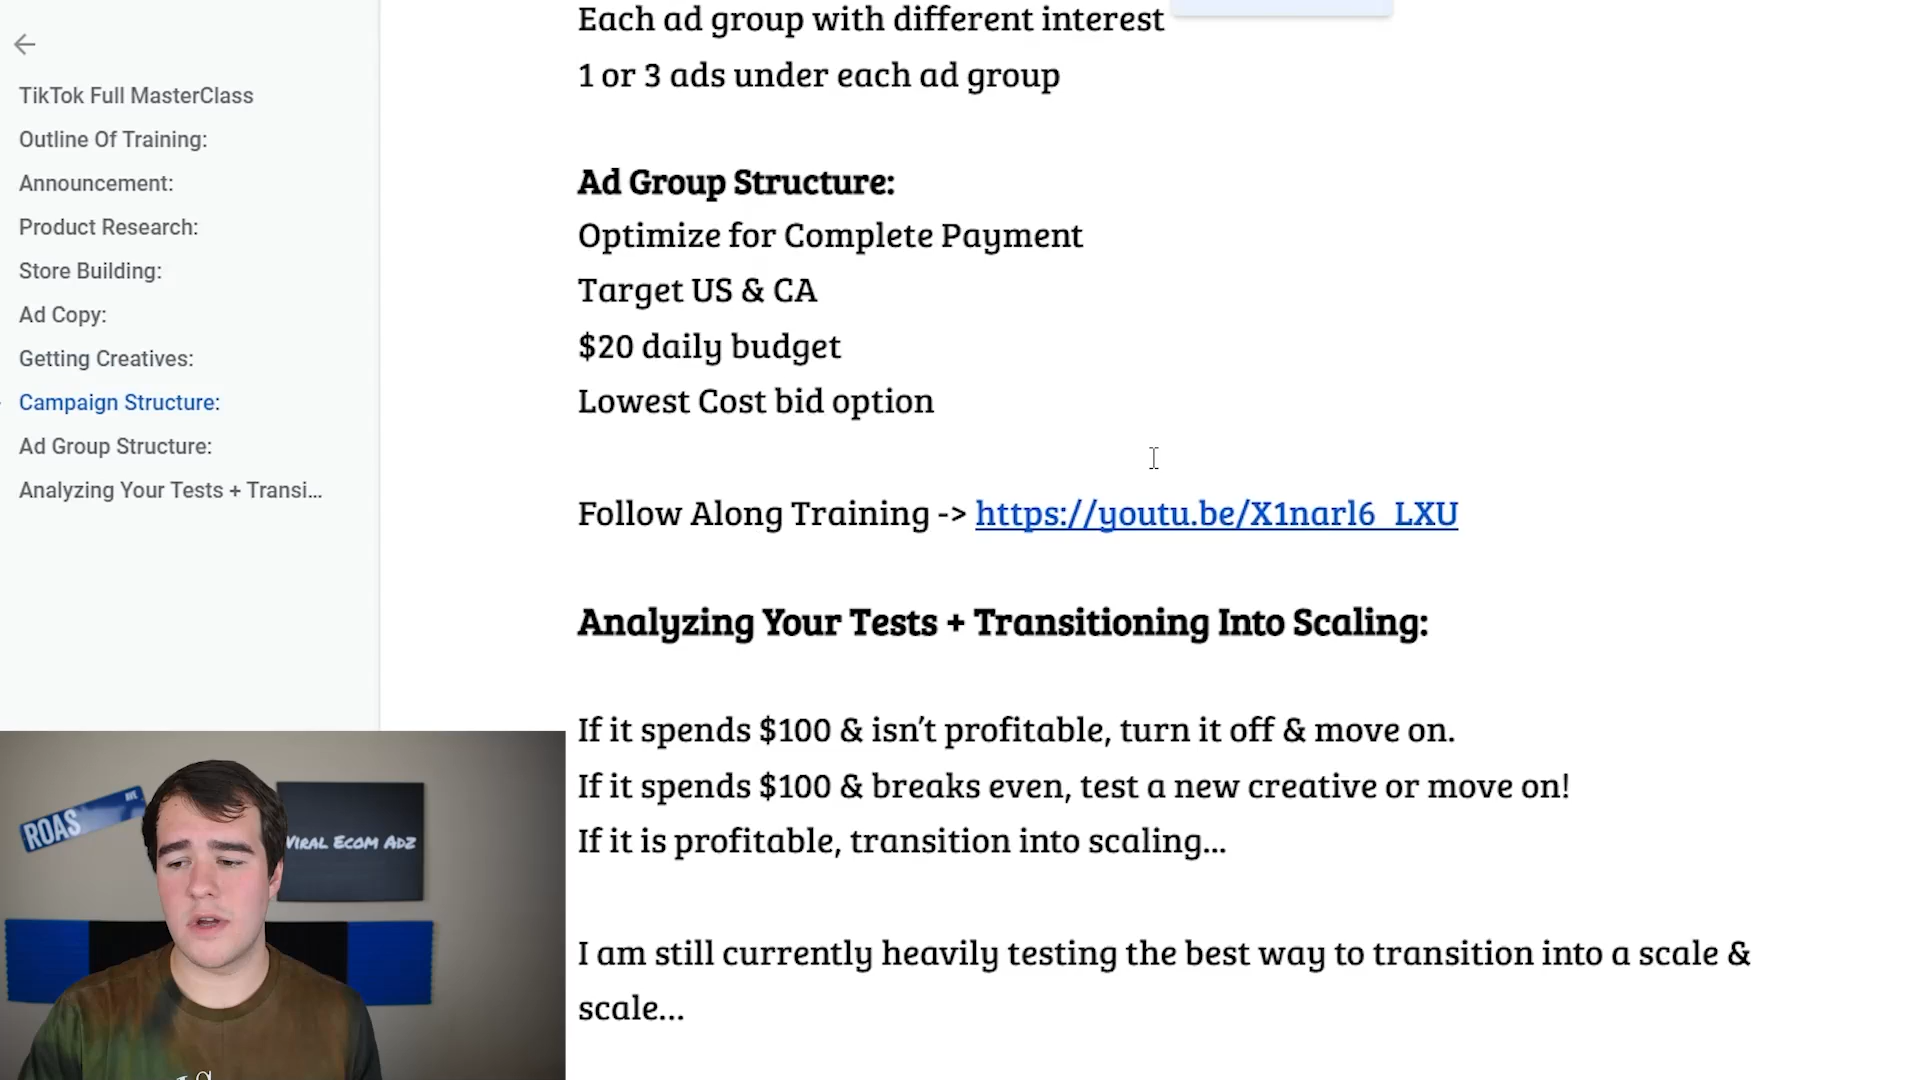 Each ad group with different interest
1 or 3 ads under each ad group
TikTok Full MasterClass
Outline Of Training:
Announcement:
Product Research:
Store Building:
Ad Copy:
Getting Creatives:
Campaign Structure:
Ad Group Structure:
Analyzing Your Tests + Transi...
Ad Group Structure:
Optimize for Complete Payment
Target US & CA
$20 daily budget
Lowest Cost bid option
Follow Along Training -> https://youtu.be/X1narl6_LXU
Analyzing Your Tests + Transitioning Into Scaling:
If it spends $100 & isn’t profitable, turn it off & move on.
If it spends $100 & breaks even, test a new creative or move on!
If it is profitable, transition into scaling...
I am still currently heavily testing the best way to transition into a scale &
scale...
ROAS AVE
Viral Ecom Adz